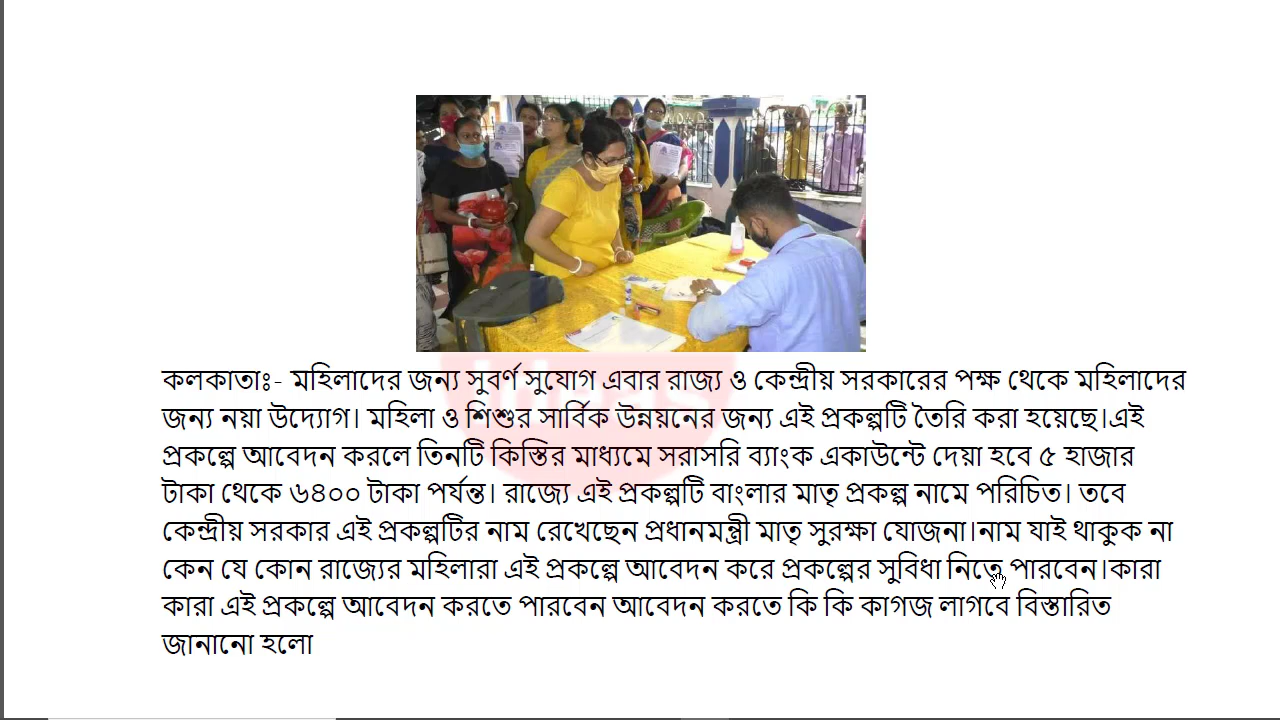 কলকাতাঃ- মহিলাদের জন্য সুবর্ণ সুযোগ এবার রাজ্য ও কেন্দ্রীয় সরকারের পক্ষ থেকে মহিলাদের
জন্য নয়া উদ্যোগ। মহিলা ও শিশুর সার্বিক উন্নয়নের জন্য এই প্রকল্পটি তৈরি করা হয়েছে।এই
প্রকল্পে আবেদন করলে তিনটি কিস্তির মাধ্যমে সরাসরি ব্যাংক একাউন্টে দেয়া হবে ৫ হাজার
টাকা থেকে ৬৪০০ টাকা পর্যন্ত। রাজ্যে এই প্রকল্পটি বাংলার মাতৃ প্রকল্প নামে পরিচিত। তবে
কেন্দ্রীয় সরকার এই প্রকল্পটির নাম রেখেছেন প্রধানমন্ত্রী মাতৃ সুরক্ষা যোজনা।নাম যাই থাকুক না
কেন যে কোন রাজ্যের মহিলারা এই প্রকল্পে আবেদন করে প্রকল্পের সুবিধা নিতে পারবেন।কারা
কারা এই প্রকল্পে আবেদন করতে পারবেন আবেদন করতে কি কি কাগজ লাগবে বিস্তারিত
জানানো হলো